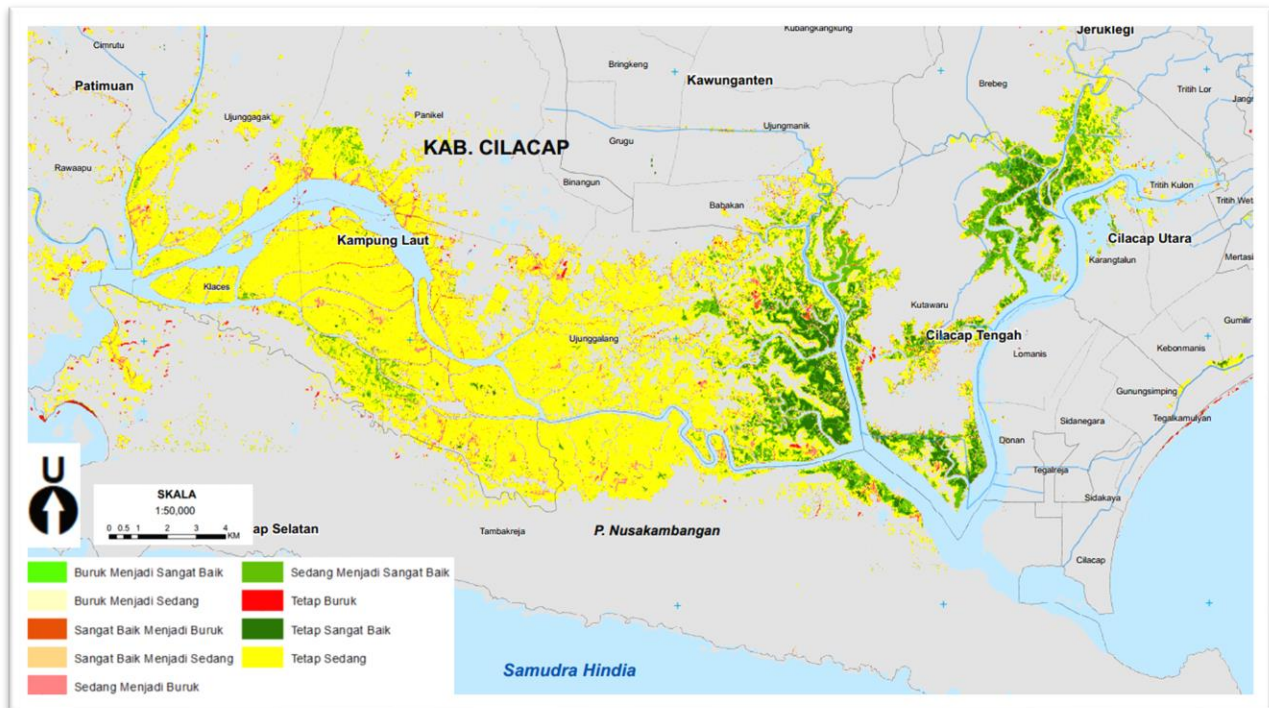 Kubangkangkung
Jeruklegi
Cimrutu
Bringkeng
Kawunganten
Brebeg
Patimuan
Tritih Lor
Ujunggagak
Panikel
Ujungmanik
KAB. CILACAP
Grugu
Rawaapu
Binangun
Tritih Kulon
Babakan
Tritih Wet
Kampung Laut
Cilacap Utara
Karangtalun
Mertasi
Klaces
Kutawaru
Gumilir
Cilacap Tengah
Ujunggalang
Lomanis
Kebonmanis
Gunungsimping
Tegalkamulyan
Sidanegara
Donan
Tegalreja
Sidakaya
U
SKALA
1:50,000
0 0.5 1 2 3 4
KM
ap Selatan
Tambakreja
P. Nusakambangan
Cilacap
Buruk Menjadi Sangat Baik
Buruk Menjadi Sedang
Sangat Baik Menjadi Buruk
Sangat Baik Menjadi Sedang
Sedang Menjadi Buruk
Sedang Menjadi Sangat Baik
Tetap Buruk
Tetap Sangat Baik
Tetap Sedang
Samudra Hindia